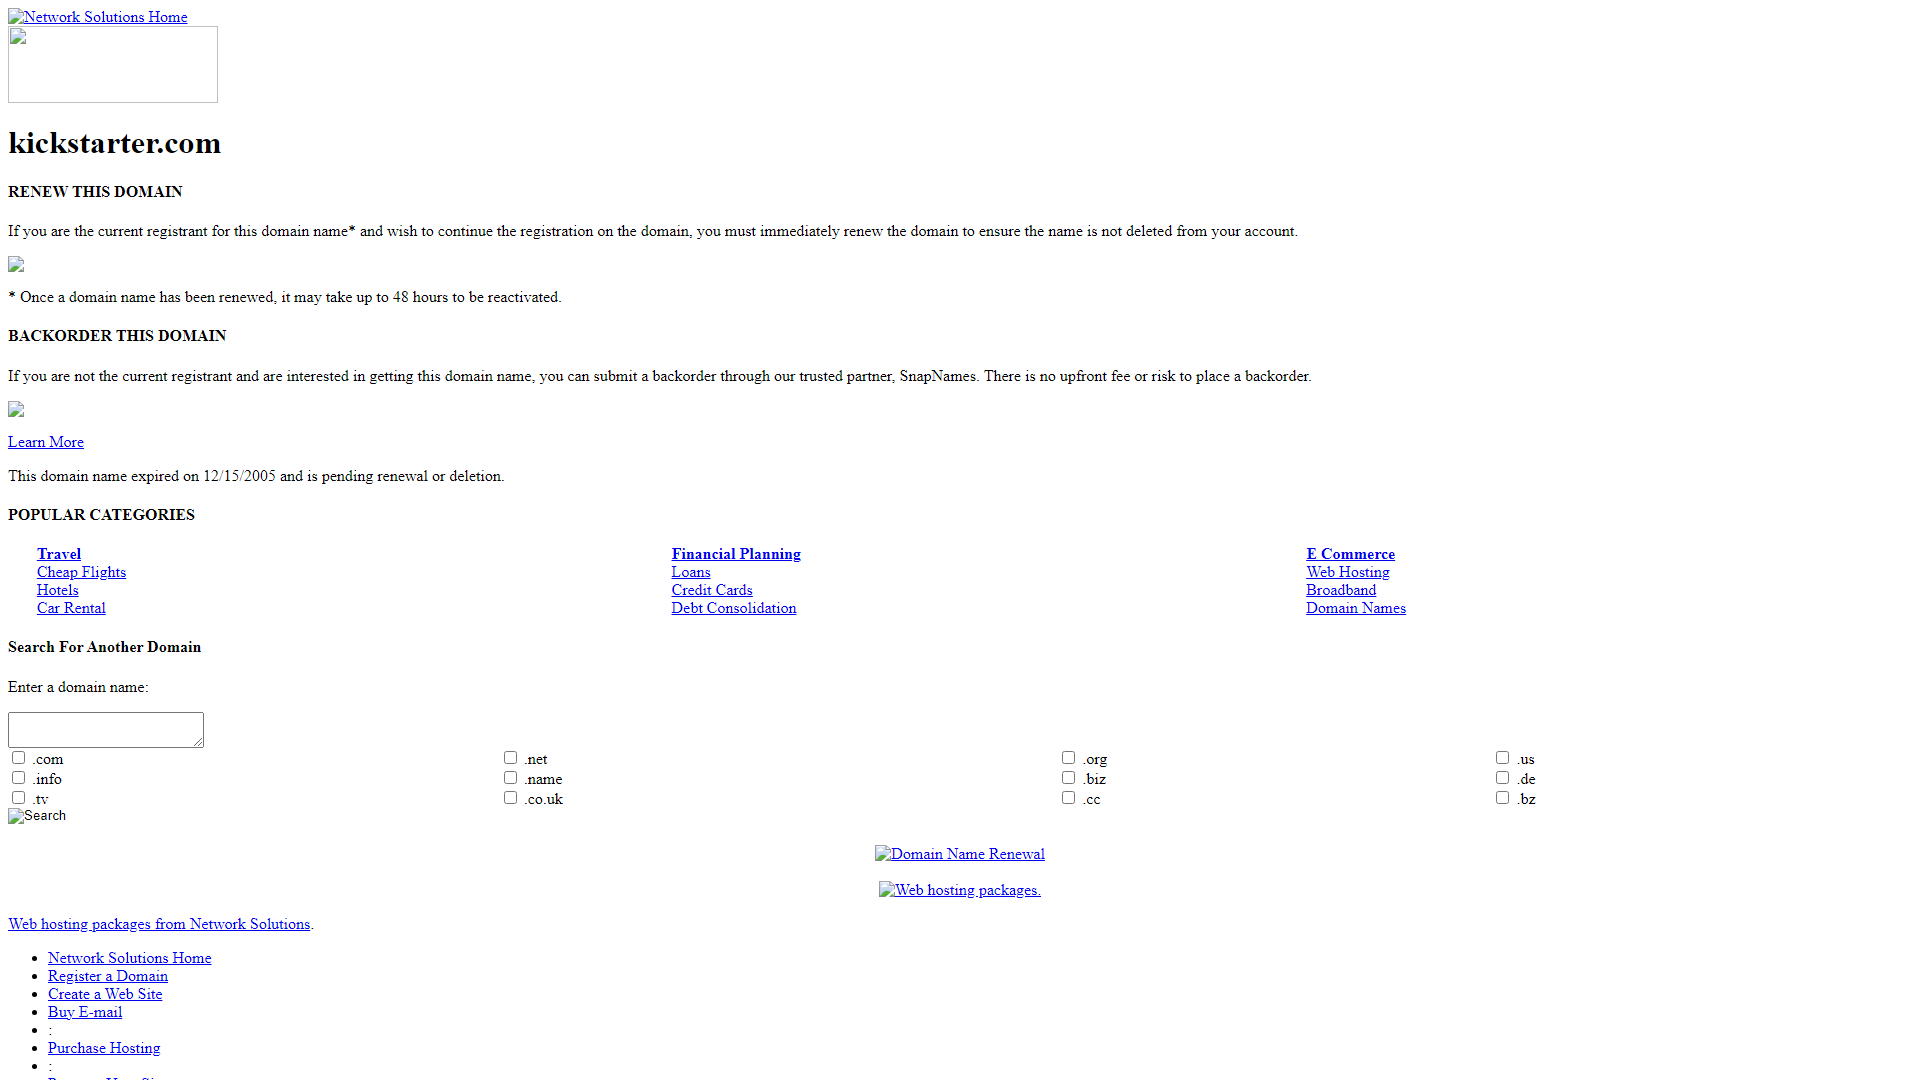 Network Solutions Home
kickstarter.com
RENEW THIS DOMAIN
If you are the current registrant for this domain name* and wish to continue the registration on the domain, you must immediately renew the domain to ensure the name is not deleted from your account.
* Once a domain name has been renewed, it may take up to 48 hours to be reactivated.
BACKORDER THIS DOMAIN
If you are not the current registrant and are interested in getting this domain name, you can submit a backorder through our trusted partner, SnapNames. There is no upfront fee or risk to place a backorder.
Learn More
This domain name expired on 12/15/2005 and is pending renewal or deletion.
POPULAR CATEGORIES
Travel Financial Planning E Commerce
Cheap Flights Loans Web Hosting
Hotels Credit Cards Broadband
Car Rental Debt Consolidation Domain Names
Search For Another Domain
Enter a domain name:
.com .net .org .us
.info .name .biz .de
.tv .co.uk .cc .bz
Search
Domain Name Renewal
Web hosting packages.
Web hosting packages from Network Solutions.
Network Solutions Home
Register a Domain
Create a Web Site
Buy E-mail
:
Purchase Hosting
: